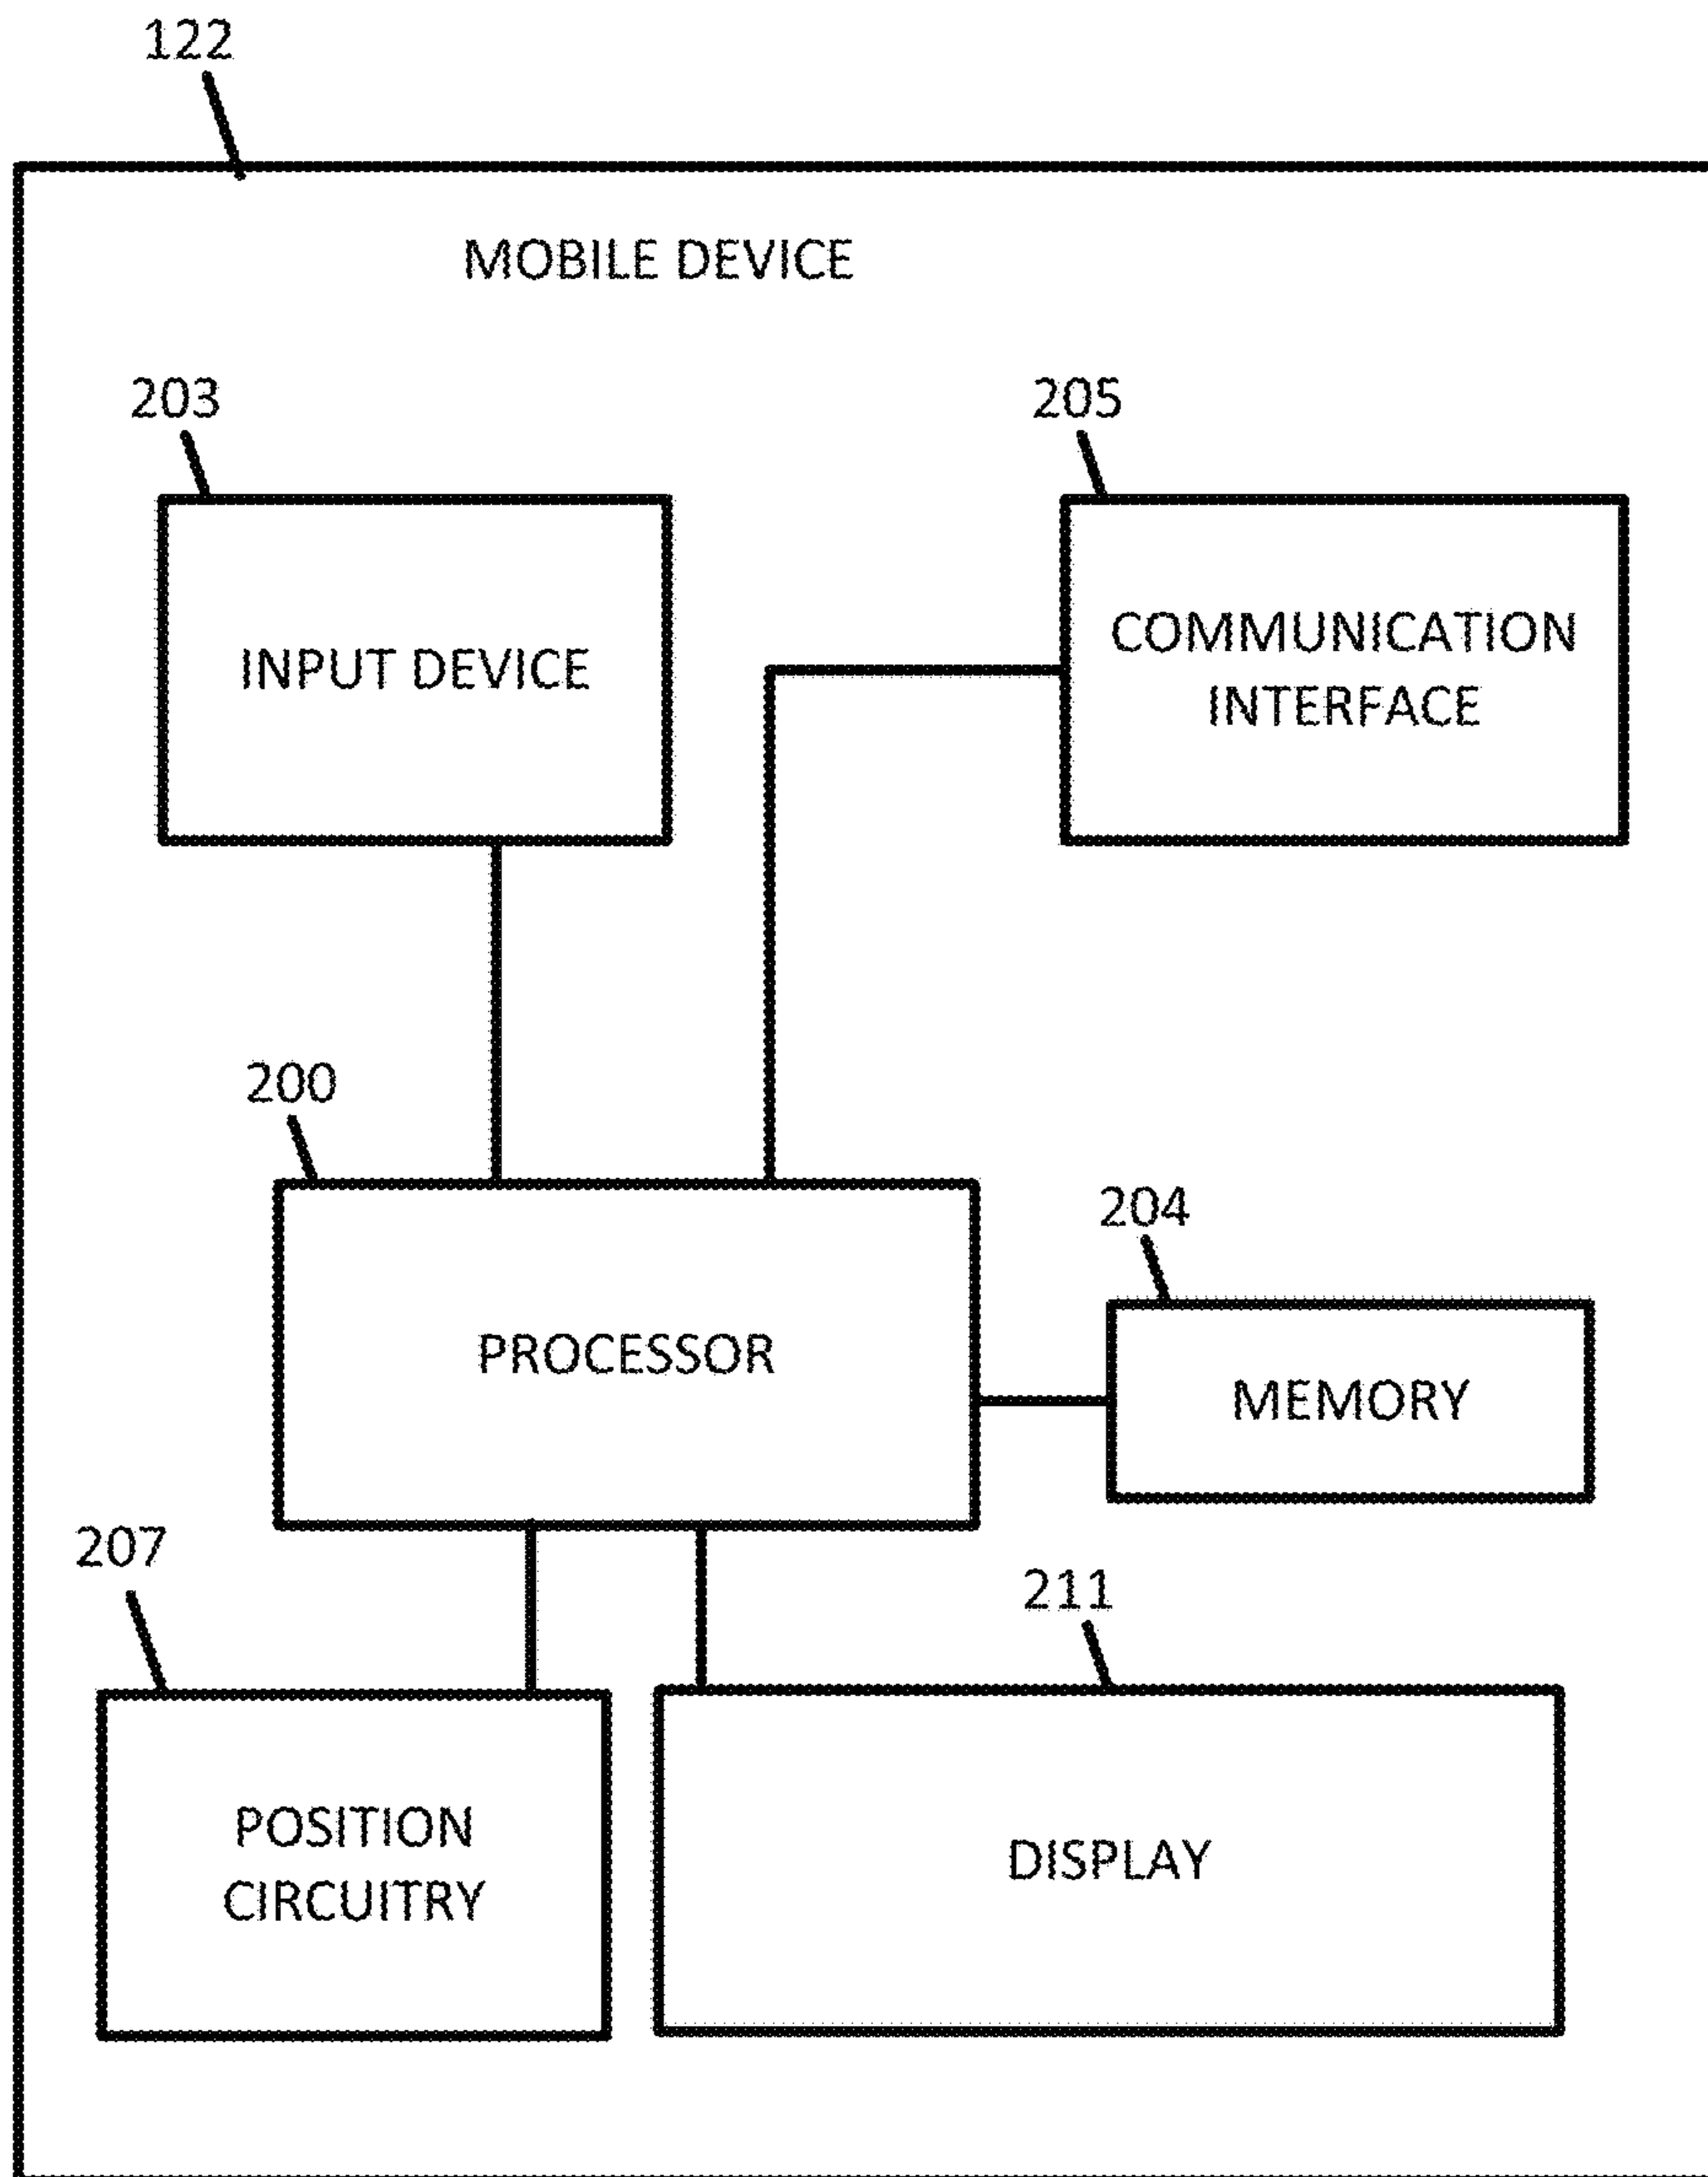 122
MOBILE DEVICE
203
205
INPUT DEVICE
COMMUNICATION
INTERFACE
200
204
PROCESSOR
MEMORY
207
211
POSITION
CIRCUITRY
DISPLAY